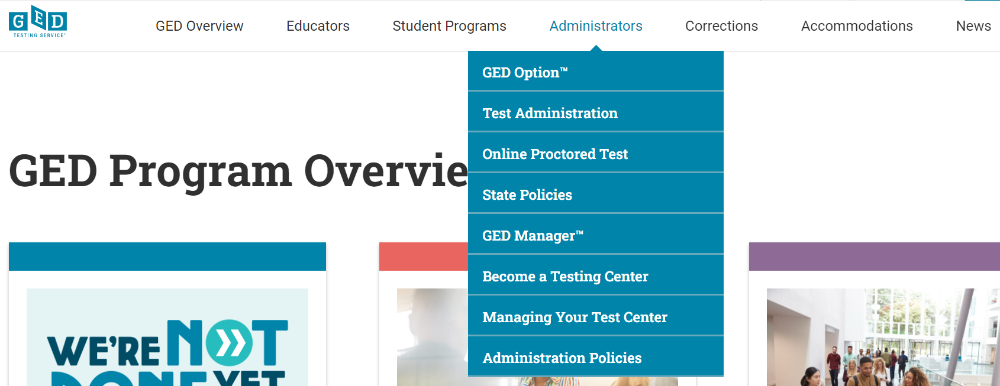 GED
TESTING SERVICE®
GED Overview
Educators
Student Programs
Administrators
Corrections
Accommodations
News
GED Option™
Test Administration
Online Proctored Test
State Policies
GED Manager™
Become a Testing Center
Managing Your Test Center
Administration Policies
GED Program Overvie
WE'RE NOT
DONE YET